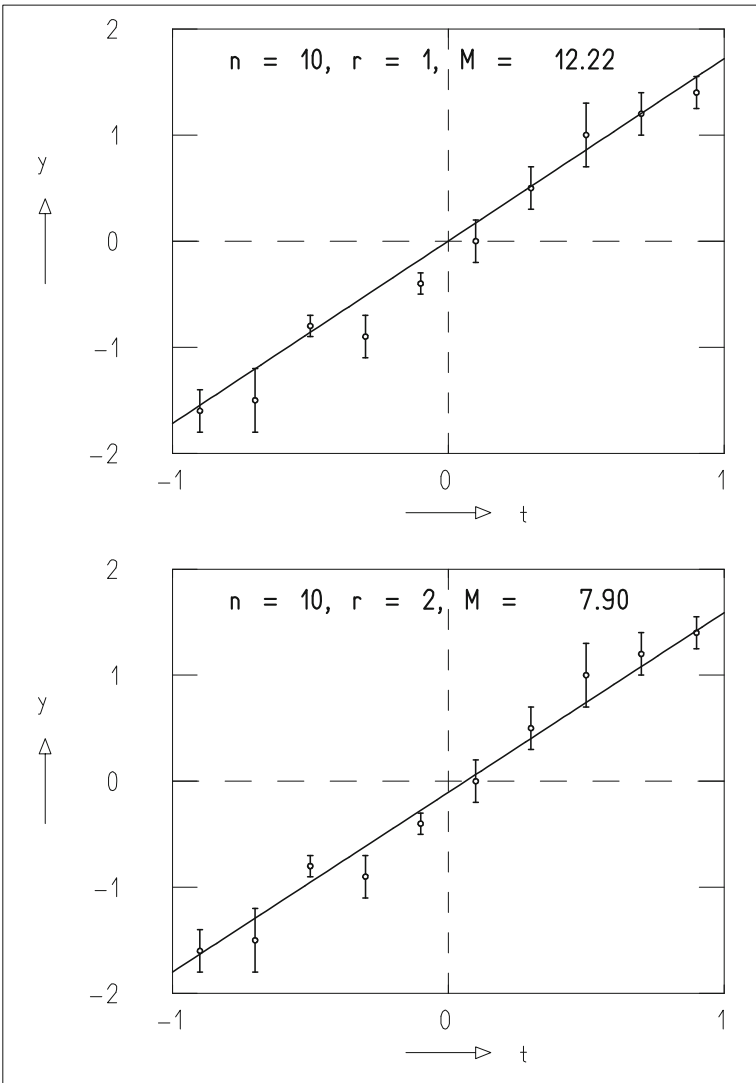 2
n = 10, r = 1, M = 12.22
1
y
0
-1
-2
-1 0 1
t
2
n = 10, r = 2, M = 7.90
1
y
0
-1
-2
-1 0 1
t